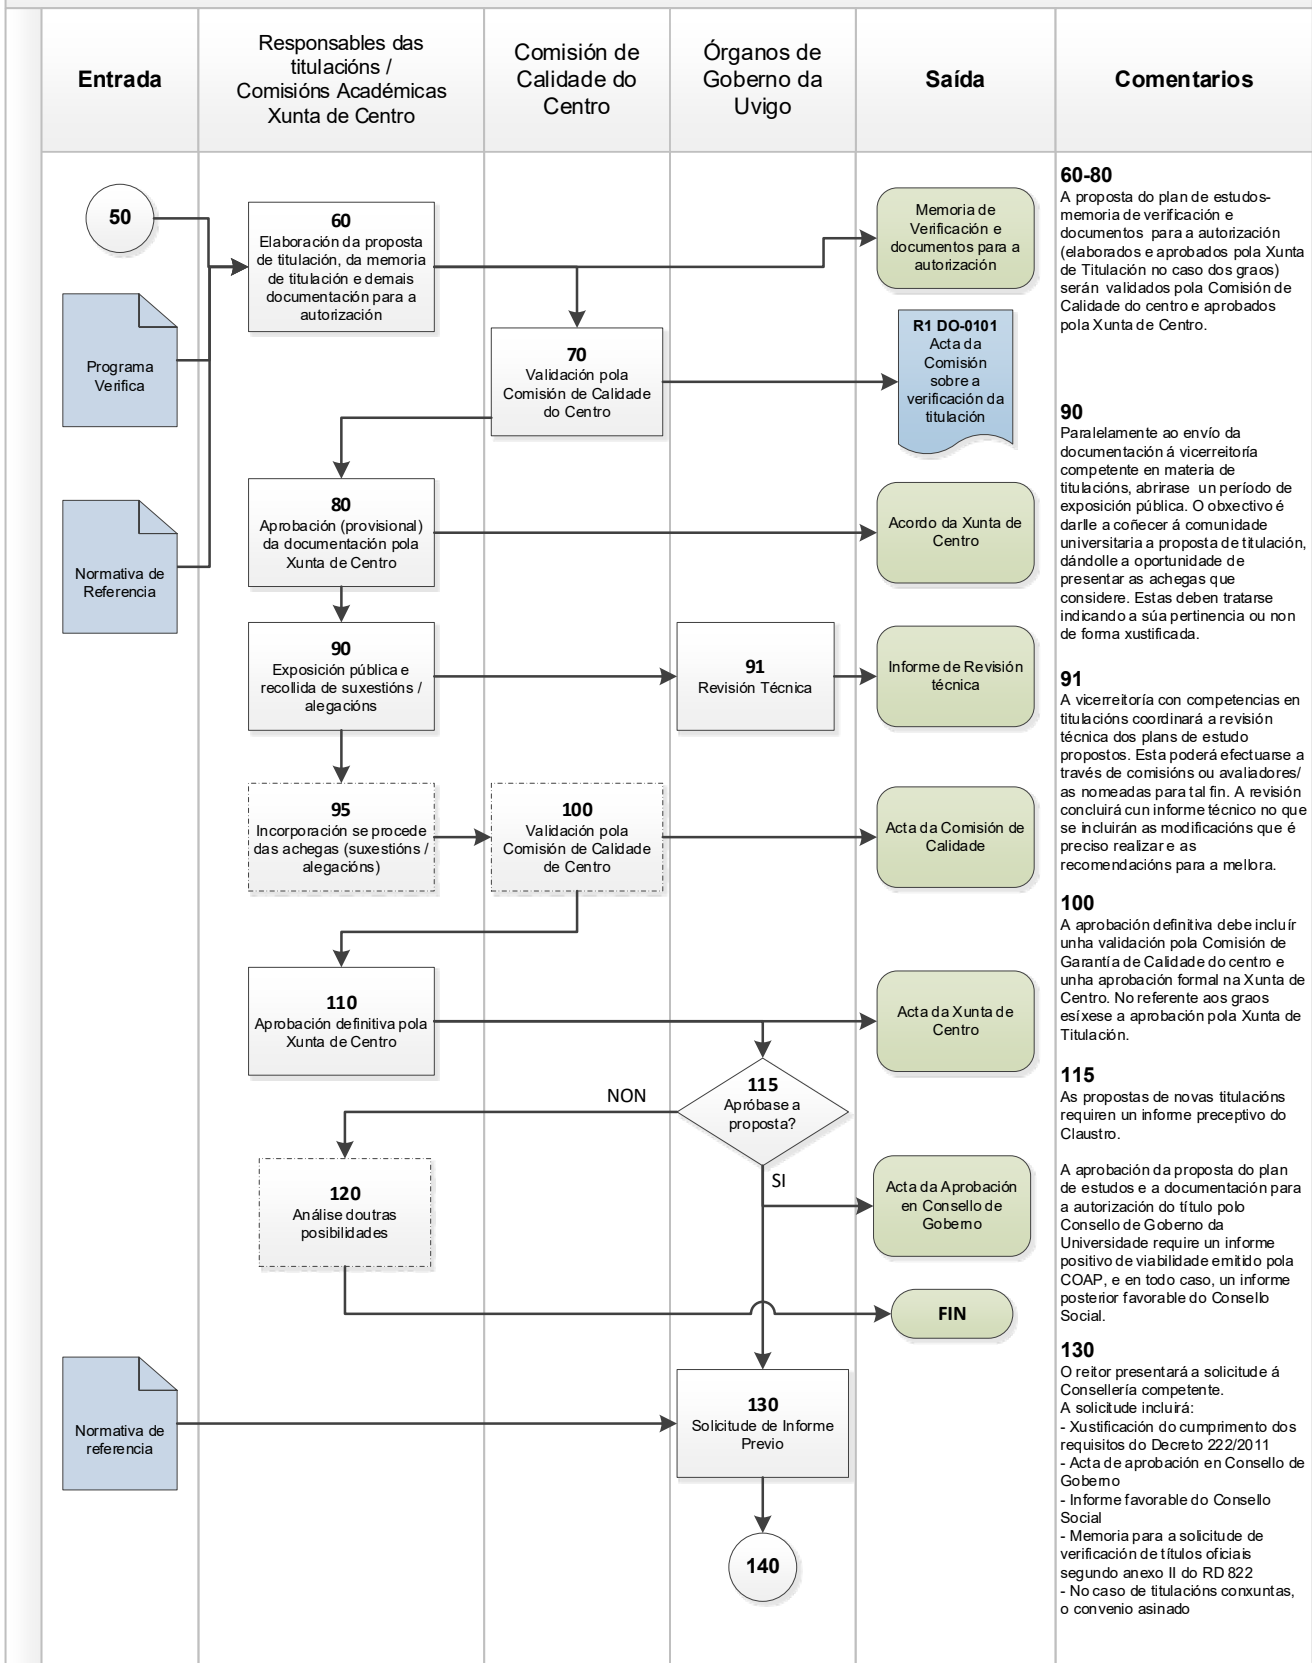 Entrada
Responsables das
titulacións /
Comisións Académicas
Xunta de Centro
Comisión de
Calidade do
Centro
Órganos de
Goberno da
Uvigo
Saída
Comentarios
50
Programa
Verifica
Normativa de
Referencia
60
Elaboración da proposta
de titulación, da memoria
de titulación e demais
documentación para a
autorización
Memoria de
Verificación e
documentos para a
autorización
70
Validación pola
Comisión de Calidade
do Centro
R1 DO-0101
Acta da
Comisión
sobre a
verificación da
titulación
80
Aprobación (provisional)
da documentación pola
Xunta de Centro
Acordo da Xunta de
Centro
90
Exposición pública e
recollida de suxestións /
alegacións
91
Revisión Técnica
Informe de Revisión
técnica
95
Incorporación se procede
das achegas (suxestións /
alegacións)
100
Validación pola
Comisión de Calidade
de Centro
Acta da Comisión de
Calidade
110
Aprobación definitiva pola
Xunta de Centro
Acta da Xunta de
Centro
115
Apróbase a
proposta?
NON
SI
120
Análise doutras
posibilidades
Acta da Aprobación
en Consello de
Goberno
FIN
Normativa de
referencia
130
Solicitude de Informe
Previo
140
60-80
A proposta do plan de estudos-
memoria de verificación e
documentos para a autorización
(elaborados e aprobados pola Xunta
de Titulación no caso dos graos)
serán validados pola Comisión de
Calidade do centro e aprobados
pola Xunta de Centro.
90
Paralelamente ao envío da
documentación á vicerreitoría
competente en materia de
titulacións, abrirase un período de
exposición pública. O obxectivo é
darlle a coñecer á comunidade
universitaria a proposta de titulación,
dándolle a oportunidade de
presentar as achegas que
considere. Estas deben tratarse
indicando a súa pertinencia ou non
de forma xustificada.
91
A vicerreitoría con competencias en
titulacións coordinará a revisión
técnica dos plans de estudo
propostos. Esta poderá efectuarse a
través de comisións ou avaliadores/
as nomeadas para tal fin. A revisión
concluirá cun informe técnico no que
se incluirán as modificacións que é
preciso realizar e as
recomendacións para a mellora.
100
A aprobación definitiva debe incluír
unha validación pola Comisión de
Garantía de Calidade do centro e
unha aprobación formal na Xunta de
Centro. No referente aos graos
esíxese a aprobación pola Xunta de
Titulación.
115
As propostas de novas titulacións
requiren un informe preceptivo do
Claustro.
A aprobación da proposta do plan
de estudos e a documentación para
a autorización do título polo
Consello de Goberno da
Universidade require un informe
positivo de viabilidade emitido pola
COAP, e en todo caso, un informe
posterior favorable do Consello
Social.
130
O reitor presentará a solicitude á
Consellería competente.
A solicitude incluirá:
- Xustificación do cumprimento dos
requisitos do Decreto 222/2011
- Acta de aprobación en Consello de
Goberno
- Informe favorable do Consello
Social
- Memoria para a solicitude de
verificación de títulos oficiais
segundo anexo II do RD 822
- No caso de titulacións conxuntas,
o convenio asinado